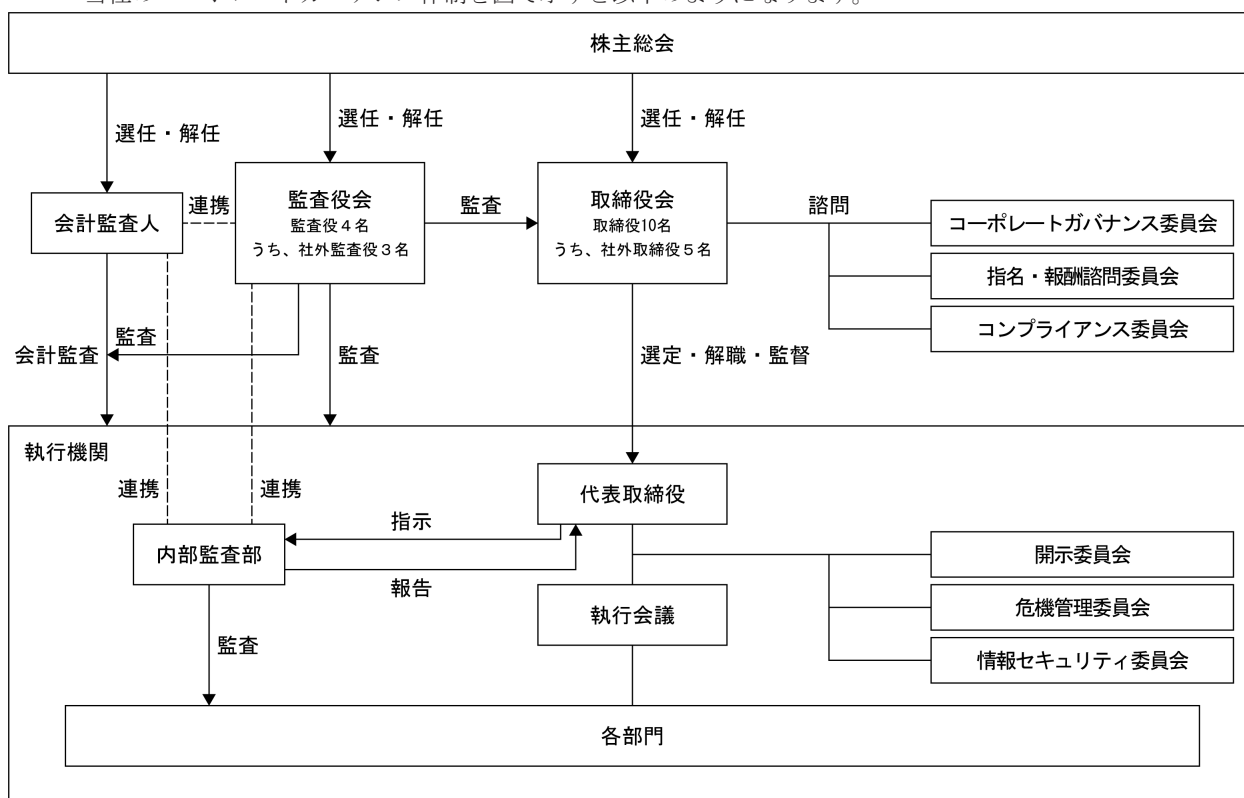 株主総会
選任・解任
選任・解任
選任・解任
会計監査人
連携
監査役会
監査役４名
うち、社外監査役３名
監査
取締役会
取締役10名
うち、社外取締役５名
諮問
コーポレートガバナンス委員会
指名・報酬諮問委員会
コンプライアンス委員会
会計監査
監査
監査
選定・解職・監督
執行機関
連携
連携
代表取締役
指示
内部監査部
報告
執行会議
開示委員会
危機管理委員会
情報セキュリティ委員会
監査
各部門